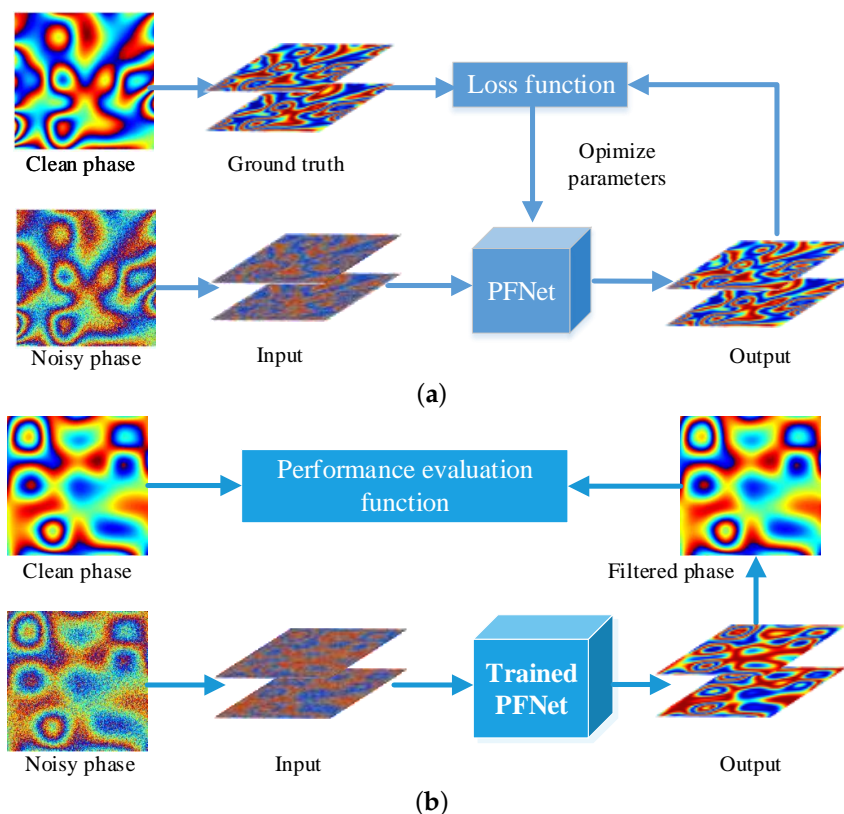 Loss function
Clean phase
Ground truth
Opimize
parameters
PFNet
Noisy phase
Input
Output
(a)
Performance evaluation
function
Clean phase
Filtered phase
Trained
PFNet
Noisy phase
Input
Output
(b)